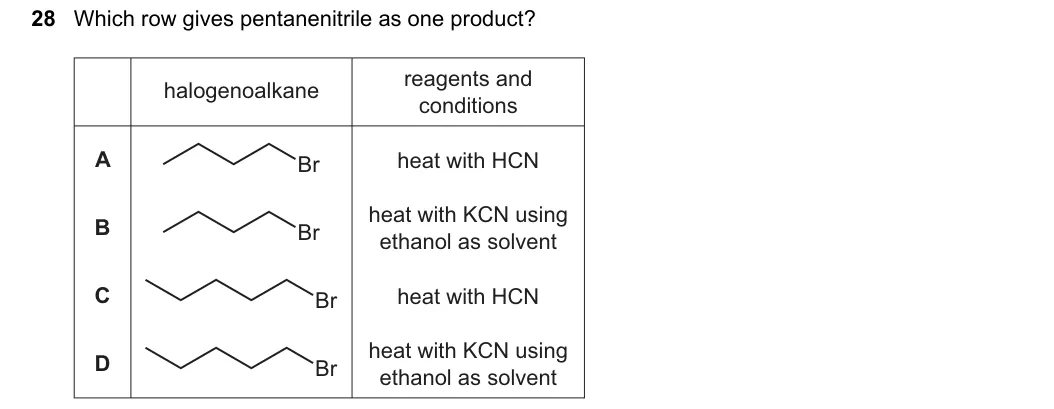 28 Which row gives pentanenitrile as one product?
halogenoalkane
reagents and
conditions
A
Br
heat with HCN
B
Br
heat with KCN using
ethanol as solvent
C
Br
heat with HCN
D
Br
heat with KCN using
ethanol as solvent